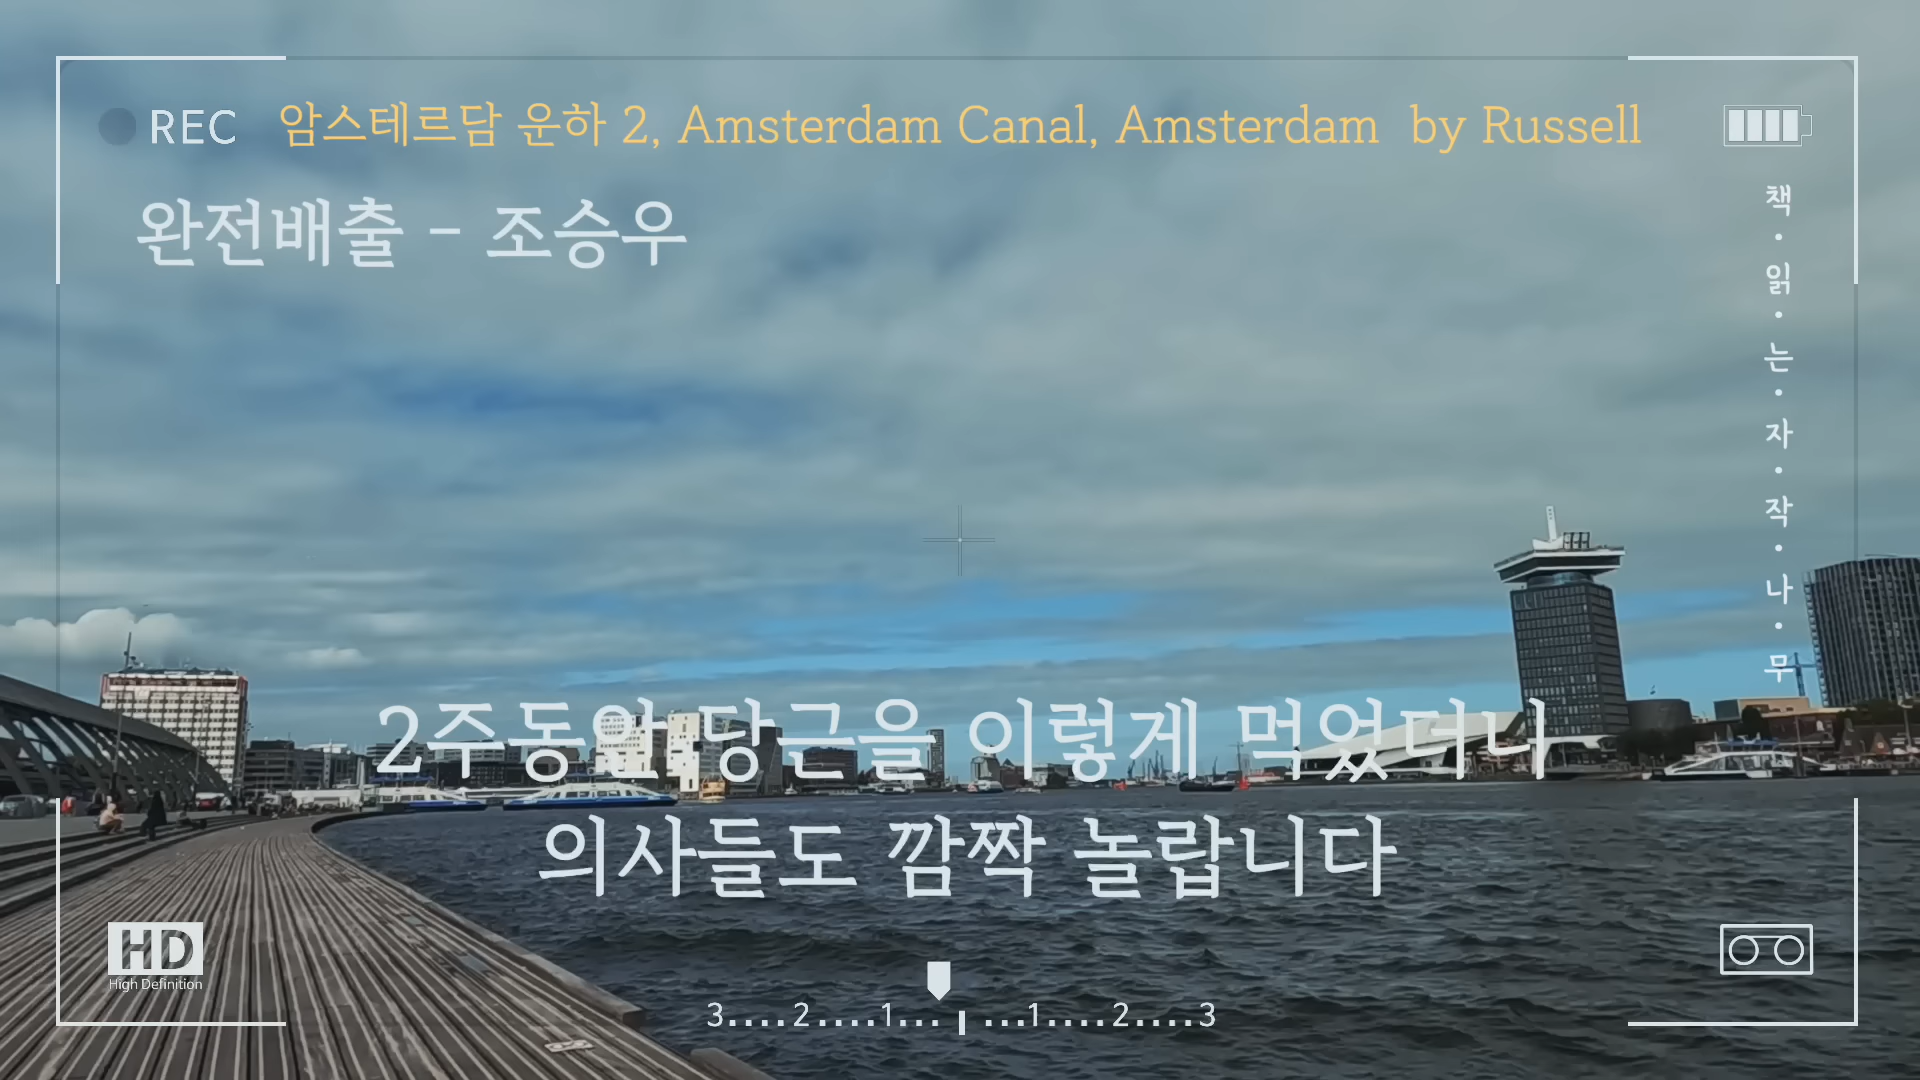 REC 암스테르담 운하 2, Amsterdam Canal, Amsterdam by Russell
완전배출 - 조승우
책·읽·는·자·작·나·무
2주동안 당근을 이렇게 먹었더니
의사들도 깜짝 놀랍니다
HD
High Definition
3....2....1... ...1....2....3